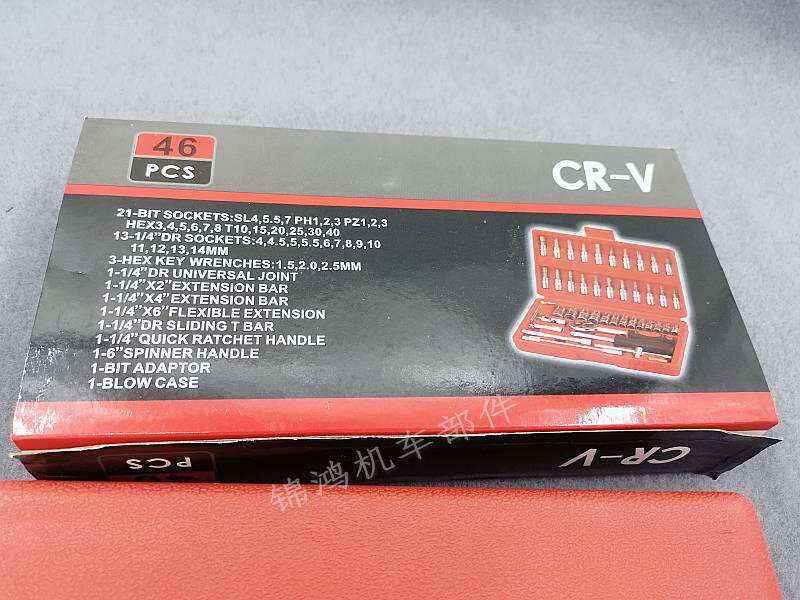 46
PCS
CR-V
21-BIT SOCKETS:SL4,5.5,7 PH1,2,3 PZ1,2,3
HEX3,4,5,6,7,8 T10,15,20,25,30,40
13-1/4"DR SOCKETS:4,4.5,5,5.5,6,7,8,9,10
11,12,13,14MM
3-HEX KEY WRENCHES:1.5,2.0,2.5MM
1-1/4"DR UNIVERSAL JOINT
1-1/4"X2"EXTENSION BAR
1-1/4"X4"EXTENSION BAR
1-1/4"X6"FLEXIBLE EXTENSION
1-1/4"DR SLIDING T BAR
1-1/4"QUICK RATCHET HANDLE
1-6"SPINNER HANDLE
1-BIT ADAPTOR
1-BLOW CASE
46
PCS
CR-V
锦鸿机车部件